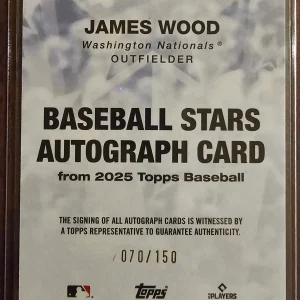 JAMES WOOD
Washington Nationals®
OUTFIELDER
BASEBALL STARS
AUTOGRAPH CARD
from 2025 Topps Baseball
THE SIGNING OF ALL AUTOGRAPH CARDS IS WITNESSED BY
A TOPPS REPRESENTATIVE TO GUARANTEE AUTHENTICITY.
070/150
topps
PLAYERS